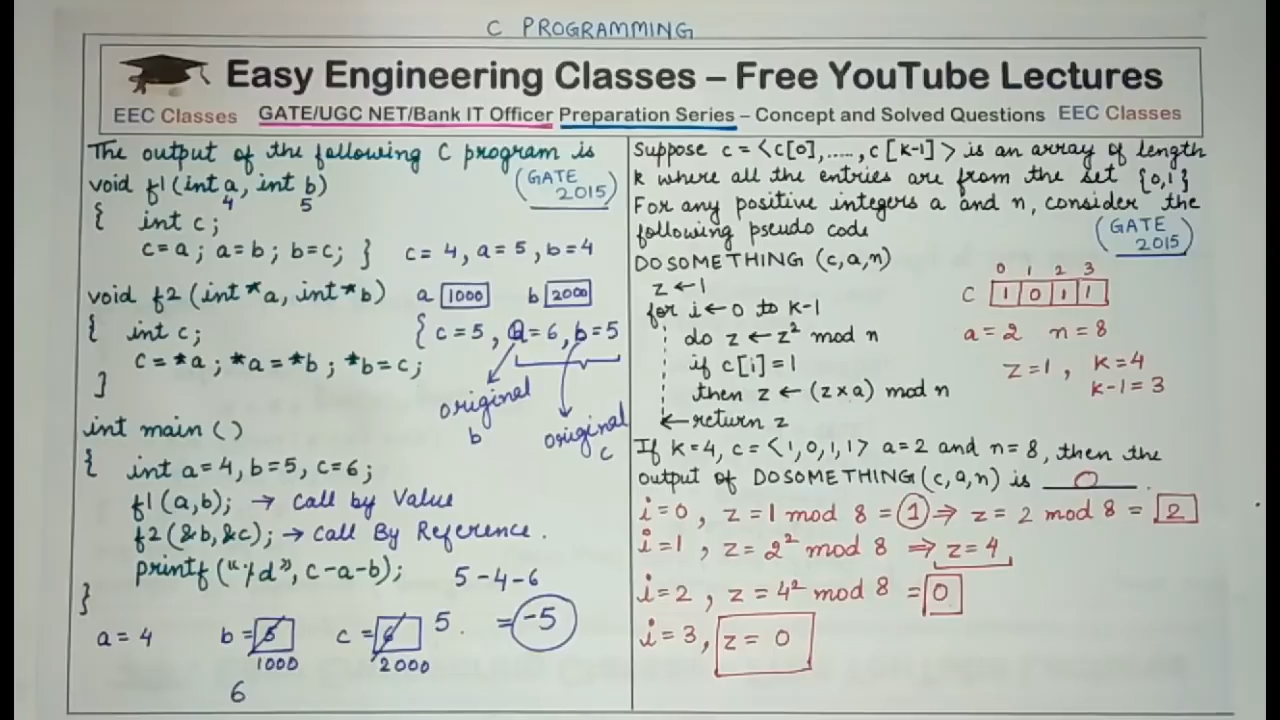 C PROGRAMMING
Easy Engineering Classes – Free YouTube Lectures
EEC Classes GATE/UGC NET/Bank IT Officer Preparation Series – Concept and Solved Questions EEC Classes
The output of the following C program is
(GATE 2015)
void f1(int a, int b)
4 5
{ int c;
c=a; a=b; b=c; } c=4, a=5, b=4
void f2(int *a, int *b) a 1000 b 2000
{ int c; { c=5, a=6, b=5
c=*a; *a=*b; *b=c;
}
original b
original c
int main()
{ int a=4, b=5, c=6;
f1(a,b); → Call by Value
f2(&b,&c); → Call By Reference.
printf("%d", c-a-b); 5-4-6
}
= -5
a=4 b=5 c=6 5
1000 2000
6
Suppose c=<c[0],.....,c[k-1]> is an array of length
k where all the entries are from the set {0,1}
For any positive integers a and n, consider the
following pseudo code
(GATE 2015)
DOSOMETHING (c,a,n)
z←1
for i←0 to k-1
do z←z² mod n
if c[i]=1
then z←(z×a) mod n
←return z
0 1 2 3
C 1 0 1 1
a=2 n=8
z=1, k=4
k-1=3
If k=4, c=<1,0,1,1> a=2 and n=8, then the
output of DOSOMETHING(c,a,n) is 0.
i=0, z=1 mod 8=1 ⇒ z=2 mod 8=2
i=1, z=2² mod 8 ⇒ z=4
i=2, z=4² mod 8 =0
i=3, z=0